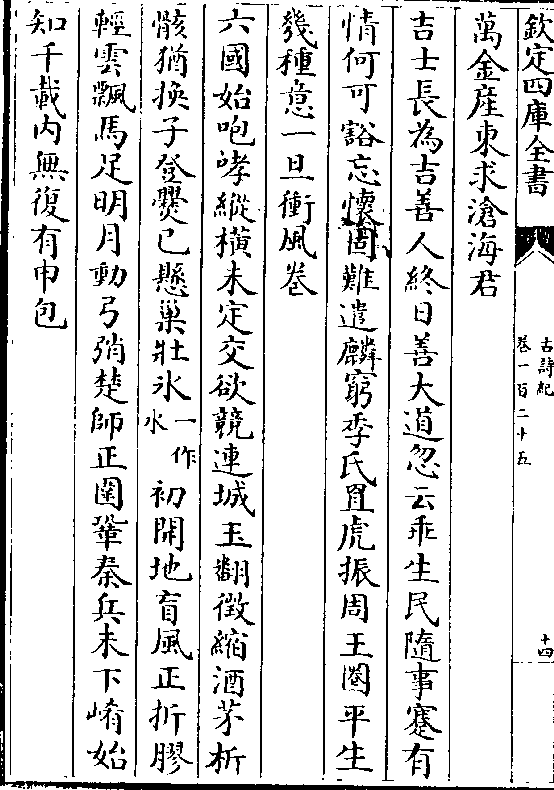 欽定四庫全書
古詩紀
卷一百二十五
十四
萬金産東求滄海君
吉士長為吉善人終日善大道忽云乖生民隨事蹇有
情何可豁忘懷固難遣麟窮季氏罝虎振周王圈平生
幾種意一旦衝風卷
六國始咆哮縱横未定交欲競連城玉翻徵縮酒茅析
骸猶換子登爨已懸巢壯氷一作水初開地盲風正折膠
輕雲飄馬足明月動弓弰楚師正圍鞏秦兵未下崤始
知千載内無復有申包